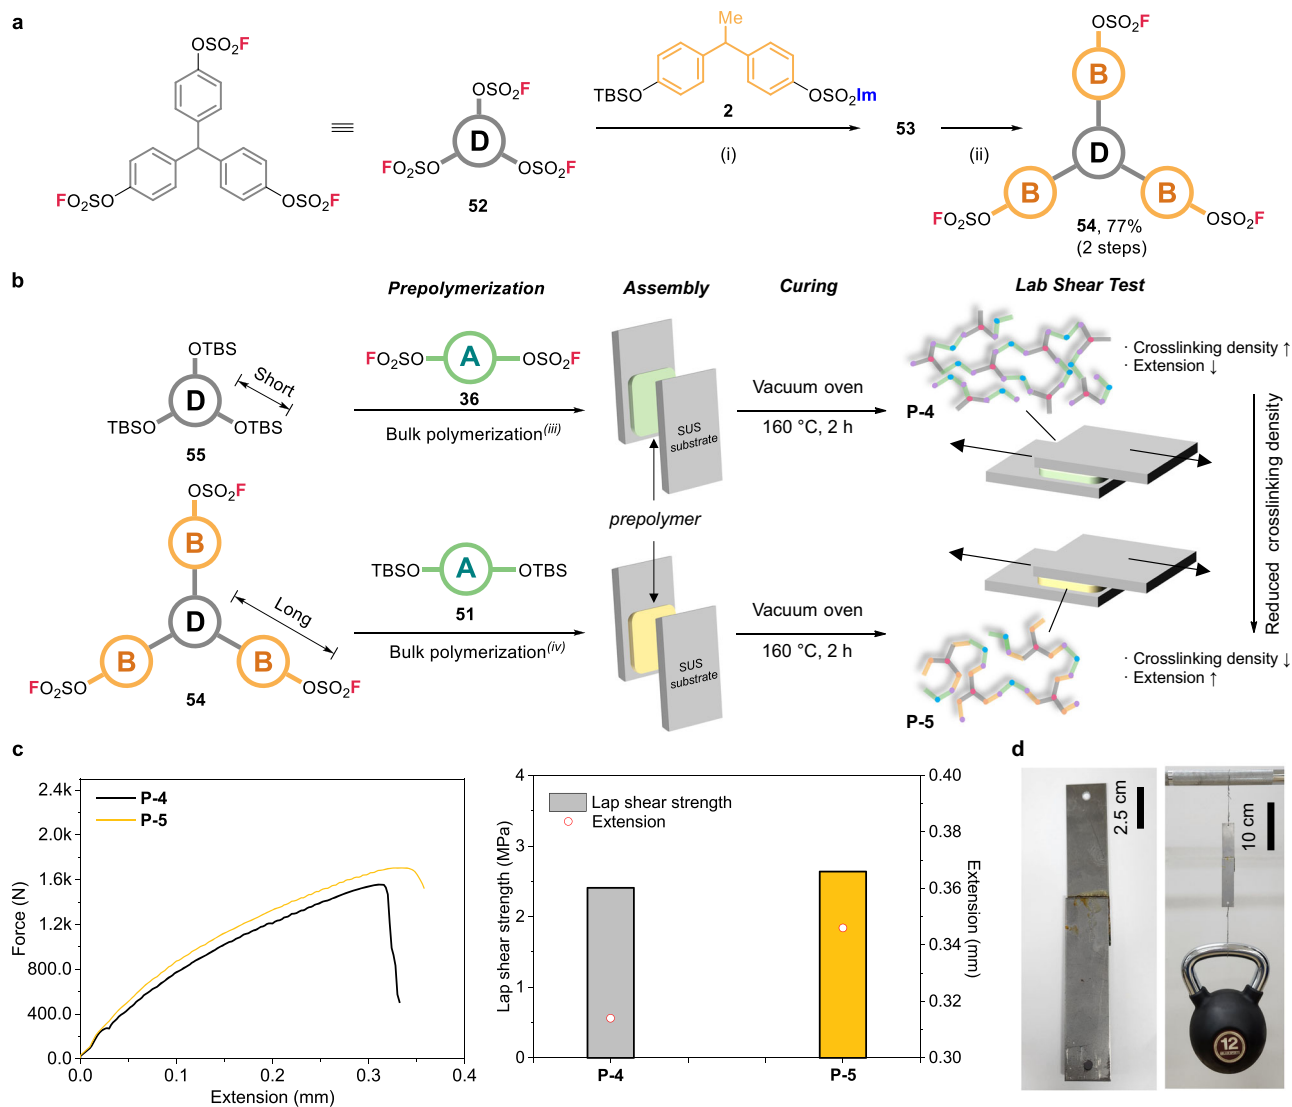 a
OSO2F
FO2SO
OSO2F
OSO2F
D
FO2SO
OSO2F
52
Me
TBSO
OSO2Im
2
(i)
53
(ii)
OSO2F
B
D
B
B
FO2SO
OSO2F
54, 77%
(2 steps)
b
Prepolymerization
Assembly
Curing
Lab Shear Test
OTBS
D
Short
TBSO
OTBS
55
FO2SO
A
OSO2F
36
Bulk polymerization(iii)
SUS
substrate
Vacuum oven
160 °C, 2 h
P-4
· Crosslinking density ↑
· Extension ↓
Reduced crosslinking density
prepolymer
OSO2F
B
D
Long
B
B
FO2SO
OSO2F
54
TBSO
A
OTBS
51
Bulk polymerization(iv)
SUS
substrate
Vacuum oven
160 °C, 2 h
P-5
· Crosslinking density ↓
· Extension ↑
c
Force (N)
2.4k
2.0k
1.6k
1.2k
800.0
400.0
0.0
P-4
P-5
0.0 0.1 0.2 0.3 0.4
Extension (mm)
Lap shear strength (MPa)
4
3
2
1
0
Lap shear strength
Extension
P-4 P-5
0.40
0.38
0.36
0.34
0.32
0.30
Extension (mm)
d
2.5 cm
10 cm
12